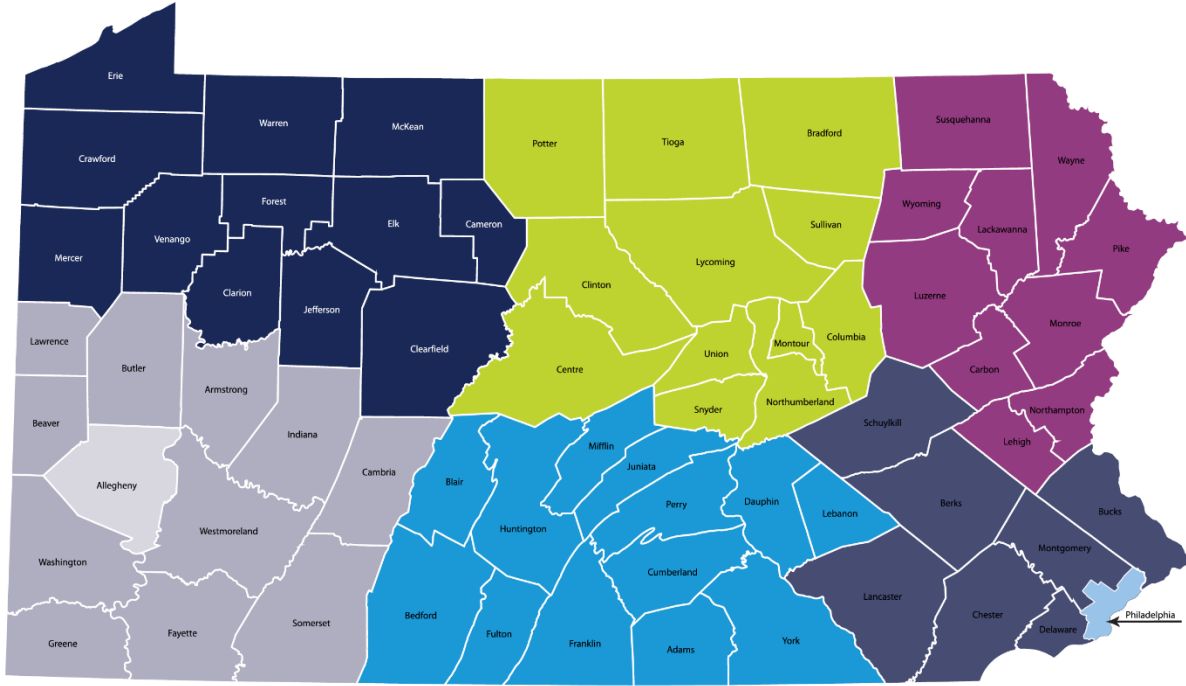 Erie
Warren
McKean
Potter
Tioga
Bradford
Susquehanna
Crawford
Wayne
Forest
Wyoming
Venango
Elk
Cameron
Sullivan
Lackawanna
Mercer
Lycoming
Pike
Clarion
Clinton
Luzerne
Jefferson
Monroe
Lawrence
Columbia
Montour
Clearfield
Union
Butler
Centre
Carbon
Armstrong
Northumberland
Snyder
Northampton
Beaver
Schuylkill
Indiana
Mifflin
Lehigh
Juniata
Cambria
Blair
Allegheny
Perry
Dauphin
Berks
Lebanon
Bucks
Huntington
Westmoreland
Montgomery
Washington
Cumberland
Lancaster
Philadelphia
Bedford
Chester
Somerset
Delaware
Fayette
Fulton
York
Greene
Franklin
Adams